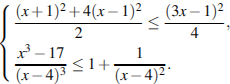 { ((x+1)² + 4(x−1)²)/2 ≤ (3x−1)²/4,
(x³−17)/(x−4)³ ≤ 1 + 1/(x−4)².